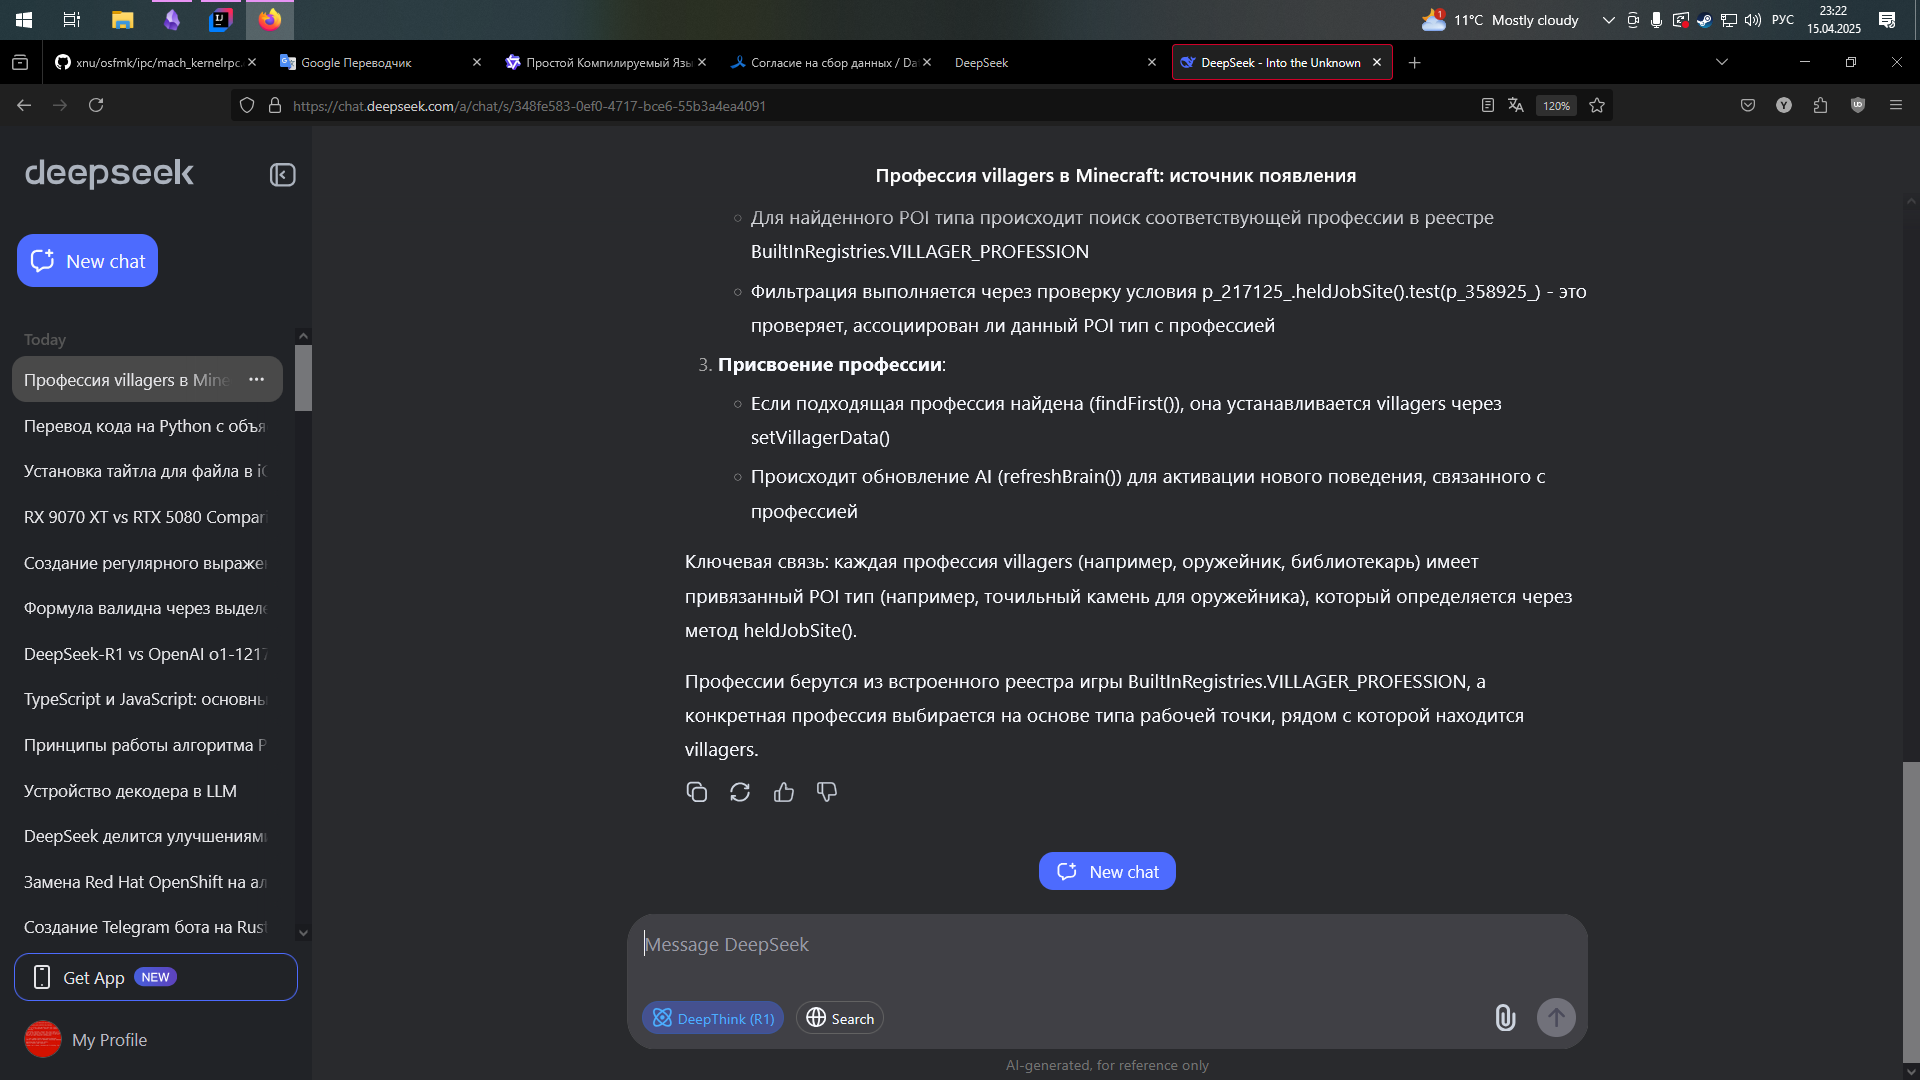 11°C Mostly cloudy
РУС
23:22
15.04.2025
xnu/osfmk/ipc/mach_kernelrpc.
Google Переводчик
Простой Компилируемый Язы
Согласие на сбор данных / Da
DeepSeek
DeepSeek - Into the Unknown
https://chat.deepseek.com/a/chat/s/348fe583-0ef0-4717-bce6-55b3a4ea4091
120%
deepseek
New chat
Today
Профессия villagers в Mine
Перевод кода на Python с объя
Установка тайтла для файла в iC
RX 9070 XT vs RTX 5080 Compari
Создание регулярного выраже
Формула валидна через выделе
DeepSeek-R1 vs OpenAI o1-1217
TypeScript и JavaScript: основны
Принципы работы алгоритма P
Устройство декодера в LLM
DeepSeek делится улучшениями
Замена Red Hat OpenShift на ал
Создание Telegram бота на Rust
Get App NEW
My Profile
Профессия villagers в Minecraft: источник появления
Для найденного POI типа происходит поиск соответствующей профессии в реестре
BuiltInRegistries.VILLAGER_PROFESSION
Фильтрация выполняется через проверку условия p_217125_.heldJobSite().test(p_358925_) - это
проверяет, ассоциирован ли данный POI тип с профессией
3. Присвоение профессии:
Если подходящая профессия найдена (findFirst()), она устанавливается villagers через
setVillagerData()
Происходит обновление AI (refreshBrain()) для активации нового поведения, связанного с
профессией
Ключевая связь: каждая профессия villagers (например, оружейник, библиотекарь) имеет
привязанный POI тип (например, точильный камень для оружейника), который определяется через
метод heldJobSite().
Профессии берутся из встроенного реестра игры BuiltInRegistries.VILLAGER_PROFESSION, а
конкретная профессия выбирается на основе типа рабочей точки, рядом с которой находится
villagers.
New chat
Message DeepSeek
DeepThink (R1)
Search
AI-generated, for reference only